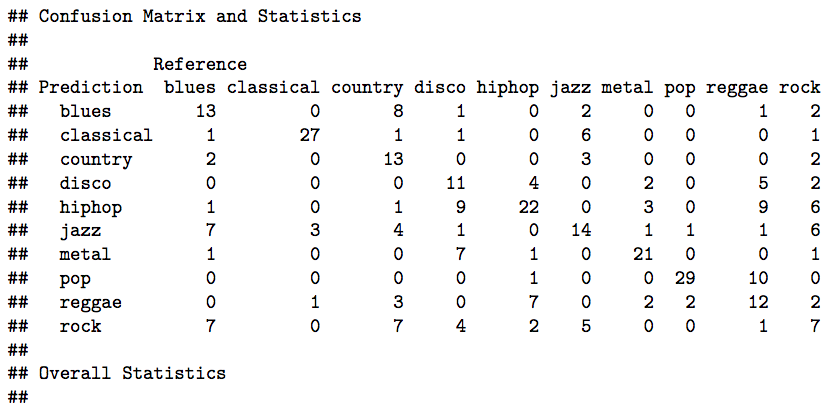 ## Confusion Matrix and Statistics
##
##           Reference
## Prediction  blues classical country disco hiphop jazz metal pop reggae rock
##   blues        13         0       8     1      0    2     0   0      1    2
##   classical     1        27       1     1      0    6     0   0      0    1
##   country       2         0      13     0      0    3     0   0      0    2
##   disco         0         0       0    11      4    0     2   0      5    2
##   hiphop        1         0       1     9     22    0     3   0      9    6
##   jazz          7         3       4     1      0   14     1   1      1    6
##   metal         1         0       0     7      1    0    21   0      0    1
##   pop           0         0       0     0      1    0     0  29     10    0
##   reggae        0         1       3     0      7    0     2   2     12    2
##   rock          7         0       7     4      2    5     0   0      1    7
##
## Overall Statistics
##